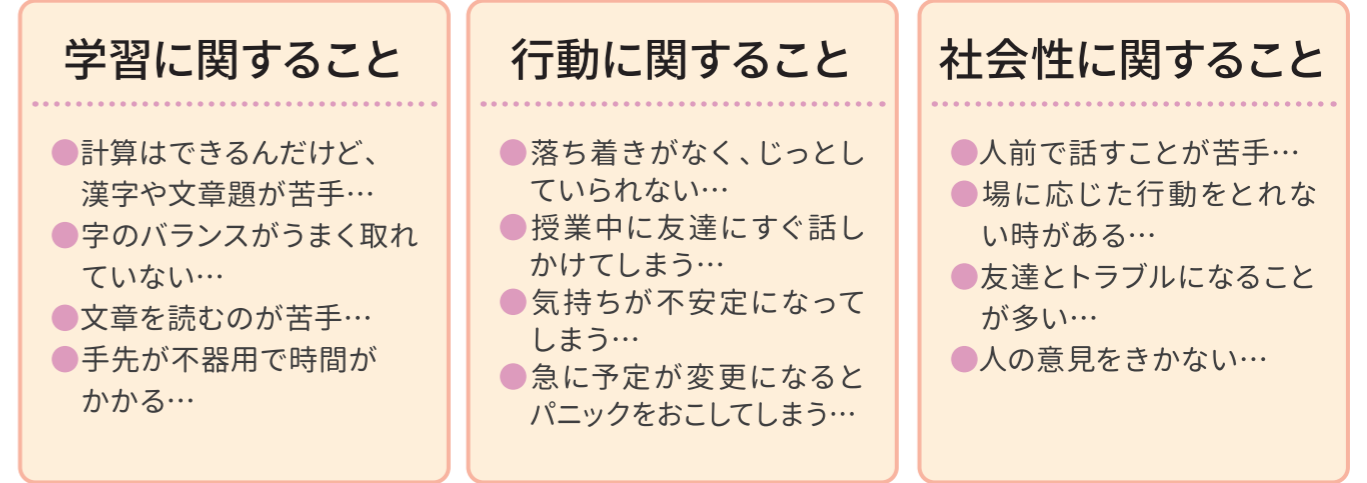 学習に関すること
●計算はできるんだけど、
漢字や文章題が苦手…
●字のバランスがうまく取れ
ていない…
●文章を読むのが苦手…
●手先が不器用で時間が
かかる…
行動に関すること
●落ち着きがなく、じっとし
ていられない…
●授業中に友達にすぐ話し
かけてしまう…
●気持ちが不安定になって
しまう…
●急に予定が変更になると
パニックをおこしてしまう…
社会性に関すること
●人前で話すことが苦手…
●場に応じた行動をとれな
い時がある…
●友達とトラブルになること
が多い…
●人の意見をきかない…